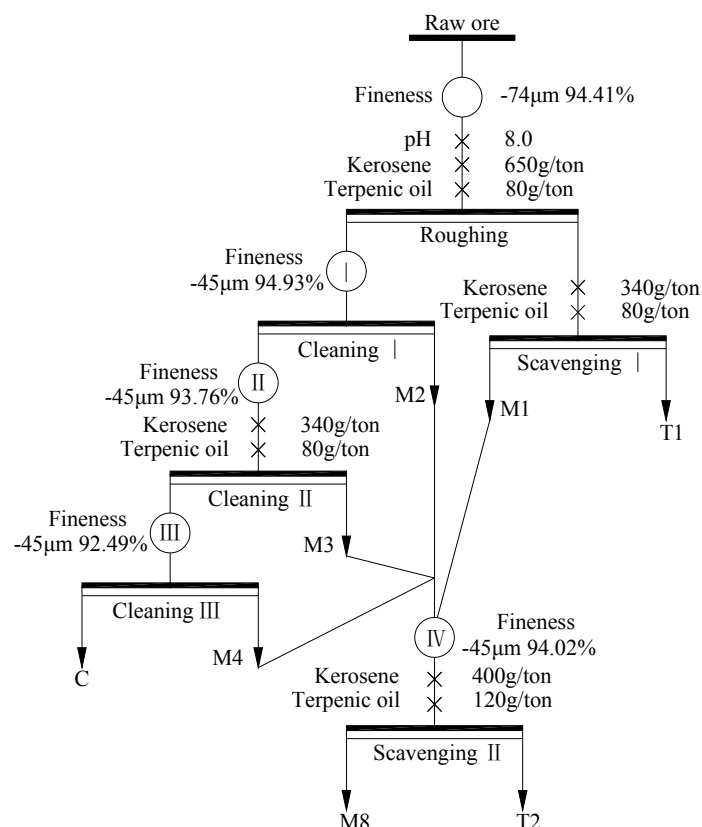 Raw ore
Fineness -74μm 94.41%
pH 8.0
Kerosene 650g/ton
Terpenic oil 80g/ton
Roughing
Fineness
-45μm 94.93%
Ⅰ
Kerosene 340g/ton
Terpenic oil 80g/ton
Cleaning Ⅰ
Scavenging Ⅰ
Fineness
-45μm 93.76%
Ⅱ
M2
M1
T1
Kerosene 340g/ton
Terpenic oil 80g/ton
Cleaning Ⅱ
Fineness
-45μm 92.49%
Ⅲ
M3
Cleaning Ⅲ
C
M4
Ⅳ
Fineness
-45μm 94.02%
Kerosene 400g/ton
Terpenic oil 120g/ton
Scavenging Ⅱ
M8
T2